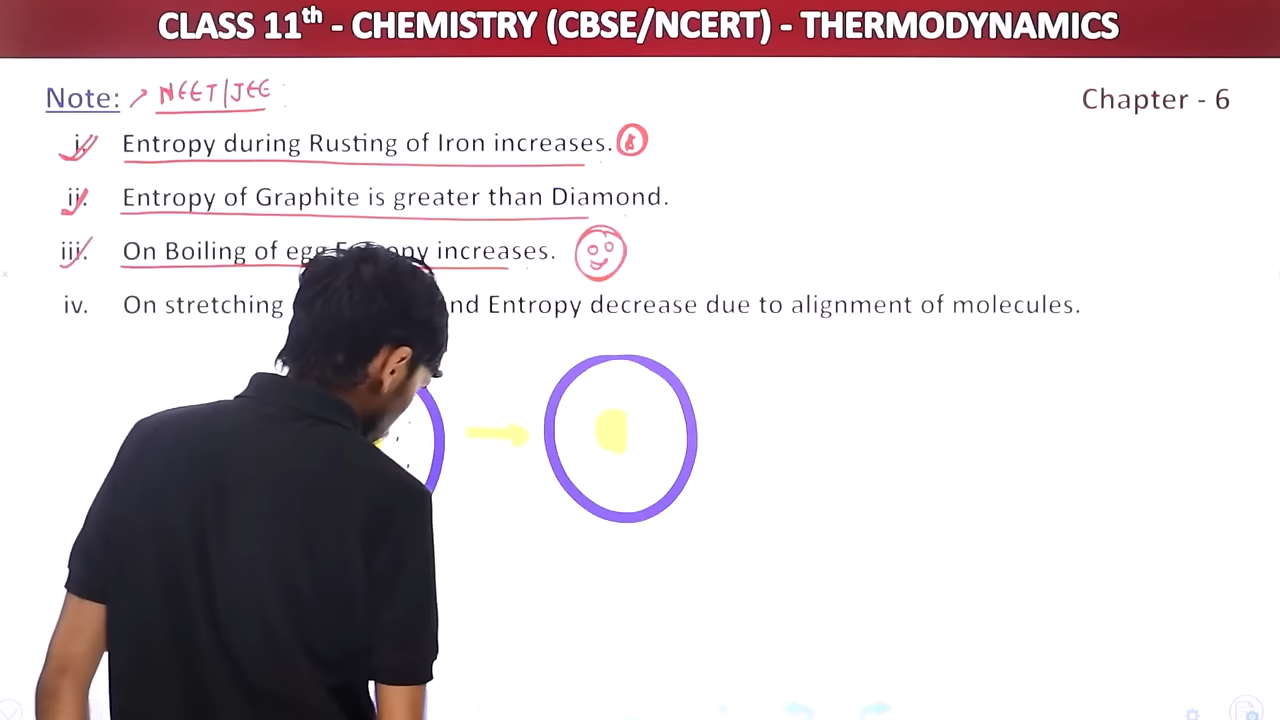 CLASS 11th - CHEMISTRY (CBSE/NCERT) - THERMODYNAMICS
Note: NEET/JEE
Chapter - 6
i. Entropy during Rusting of Iron increases.
ii. Entropy of Graphite is greater than Diamond.
iii. On Boiling of egg increases.
iv. On stretching Entropy decrease due to alignment of molecules.